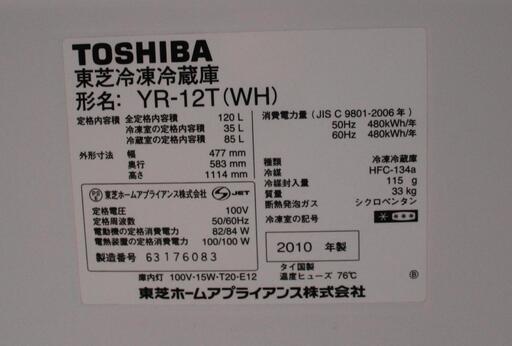 TOSHIBA
東芝冷凍冷蔵庫
形名: YR-12T(WH)
定格内容積 全定格内容積 120 L
冷凍室の定格内容積 35 L
冷蔵室の定格内容積 85 L
外形寸法 幅 477 mm
奥行 583 mm
高さ 1114 mm
東芝ホームアプライアンス株式会社 JET
定格電圧 100V
定格周波数 50/60Hz
電動機の定格消費電力 82/84 W
電熱装置の定格消費電力 100/100 W
製造番号 63176083
消費電力量 (JIS C 9801-2006年)
50Hz 480kWh/年
60Hz 480kWh/年
種類 冷凍冷蔵庫
冷媒 HFC-134a
冷媒封入量 115 g
質量 33 kg
断熱発泡ガス シクロペンタン
冷凍室の記号
2010 年製
タイ国製
温度ヒューズ 76℃
B
庫内灯 100V·15W·T20·E12
東芝ホームアプライアンス株式会社